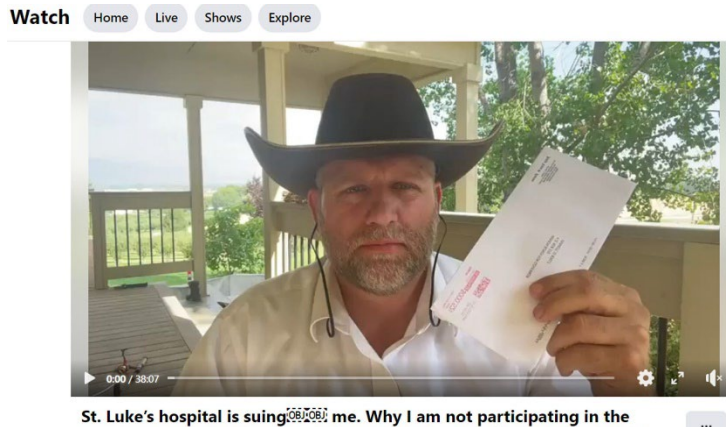 Watch Home Live Shows Explore
0:00 / 38:07
St. Luke's hospital is suing￼￼ me. Why I am not participating in the